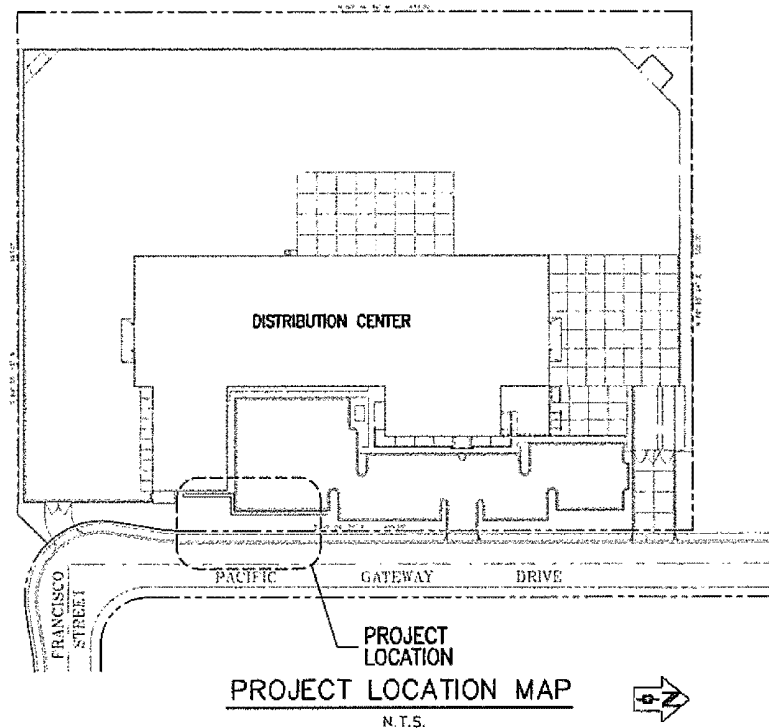 DISTRIBUTION CENTER
PACIFIC GATEWAY DRIVE
FRANCISCO
STREET
PROJECT
LOCATION
PROJECT LOCATION MAP
N.T.S.
N